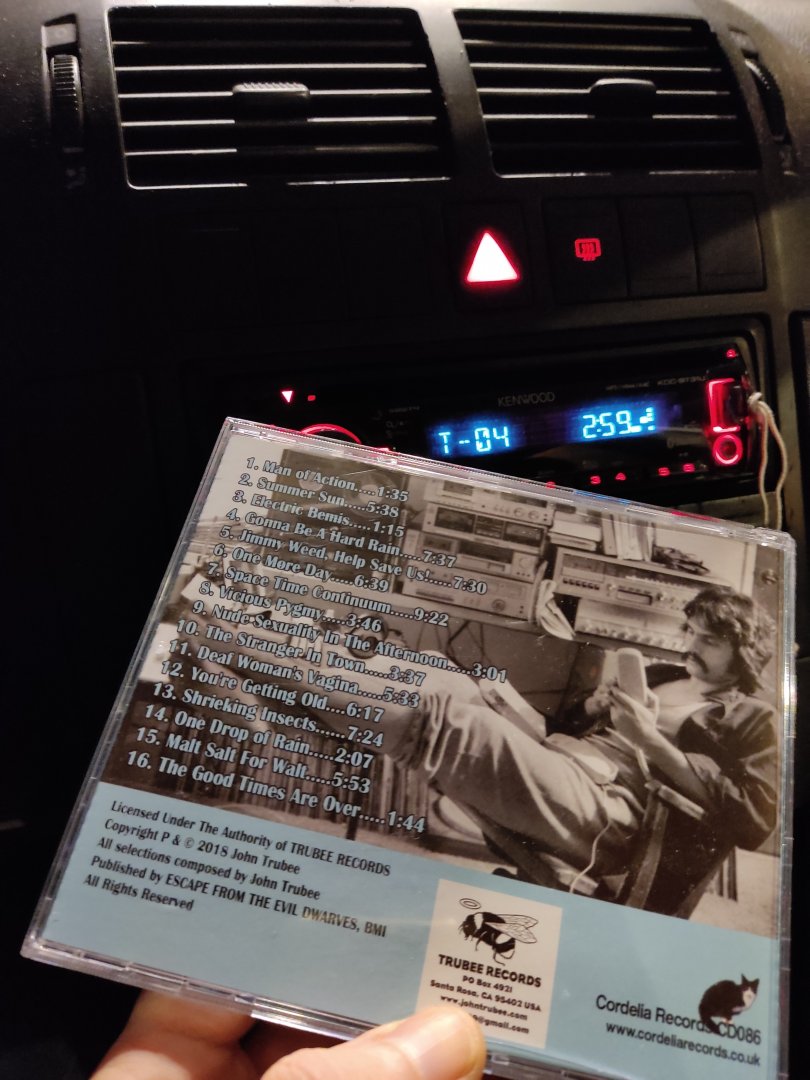 KENWOOD
T-04 2:59
1. Man of Action.....1:35
2. Summer Sun.....5:38
3. Electric Bemis.....1:15
4. Gonna Be A Hard Rain.....7:37
5. Jimmy Weed, Help Save Us!.....7:30
6. One More Day.....6:39
7. Space Time Continuum.....9:22
8. Vicious Pygmy.....3:46
9. Nude Sexuality In The Afternoon.....3:01
10. The Stranger In Town.....3:37
11. Deaf Woman's Vagina.....5:33
12. You're Getting Old....6:17
13. Shrieking Insects......7:24
14. One Drop of Rain.....2:07
15. Malt Salt For Walt.....5:53
16. The Good Times Are Over.....1:44
Licensed Under The Authority of TRUBEE RECORDS
Copyright P & © 2018 John Trubee
All selections composed by John Trubee
Published by ESCAPE FROM THE EVIL DWARVES, BMI
All Rights Reserved
TRUBEE RECORDS
PO Box 4921
Santa Rosa, CA 95402 USA
www.johntrubee.com
@gmail.com
Cordelia Records CD086
www.cordeliarecords.co.uk